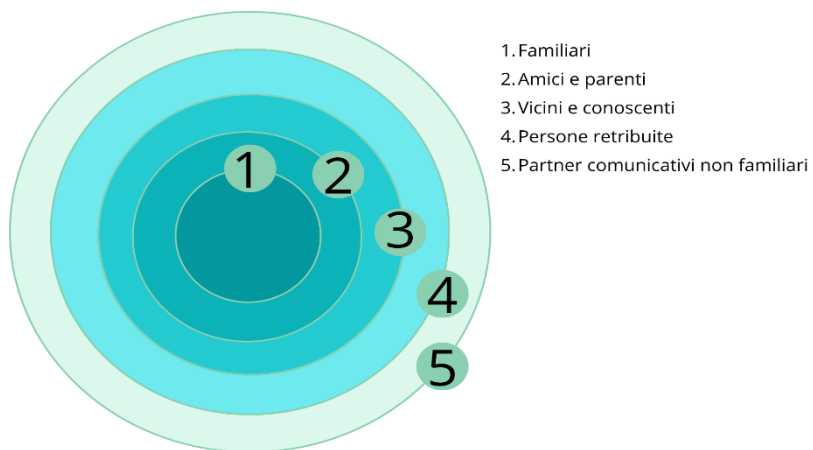 1. Familiari
2. Amici e parenti
3. Vicini e conoscenti
4. Persone retribuite
5. Partner comunicativi non familiari
1
2
3
4
5